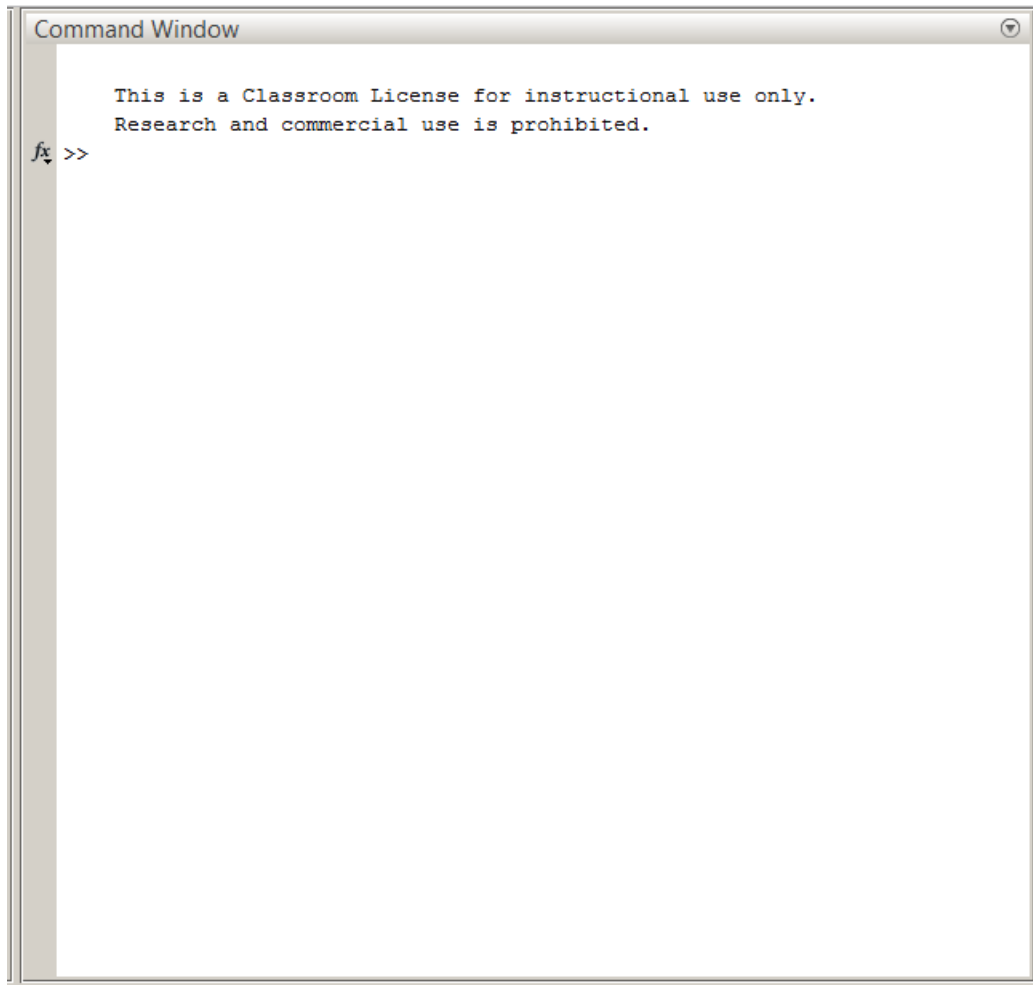 Command Window
This is a Classroom License for instructional use only.
Research and commercial use is prohibited.
fx >>